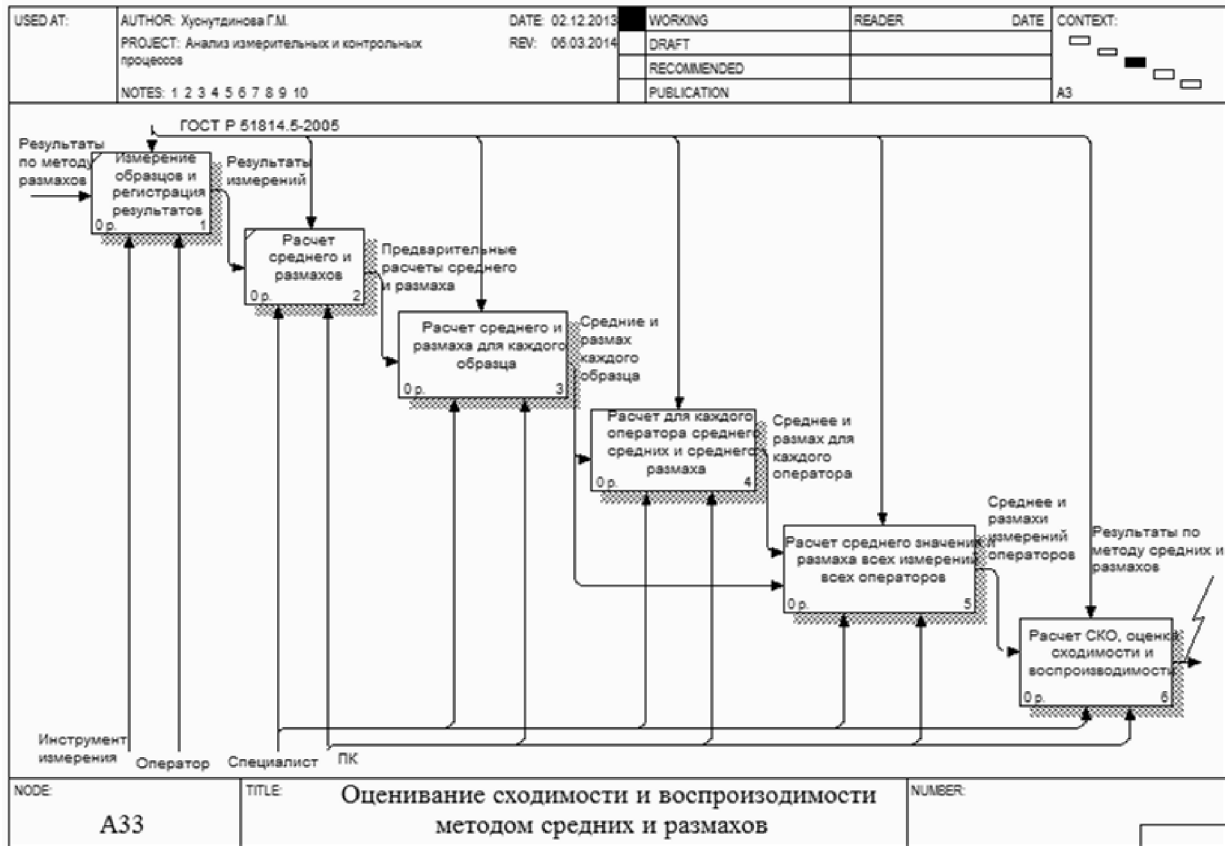 USED AT:
AUTHOR: Хуснутдинова Г.М.
DATE: 02.12.2013
PROJECT: Анализ измерительных и контрольных
процессов
REV: 06.03.2014
NOTES: 1 2 3 4 5 6 7 8 9 10
WORKING
DRAFT
RECOMMENDED
PUBLICATION
READER
DATE
CONTEXT:
A3
ГОСТ Р 51814.5-2005
Результаты
по методу
размахов
Измерение
образцов и
регистрация
результатов
0 р.
1
Результаты
измерений
Расчет
среднего и
размахов
0 р.
2
Предварительные
расчеты среднего
и размаха
Расчет среднего и
размаха для каждого
образца
0 р.
3
Средние и
размах
каждого
образца
Расчет для каждого
оператора среднего
средних и среднего
размаха
0 р.
4
Среднее и
размах для
каждого
оператора
Расчет среднего значения и
размаха всех измерений
всех операторов
0 р.
5
Среднее и
размахи
измерений
операторов
Результаты по
методу средних и
размахов
Расчет СКО, оценка
сходимости и
воспроизводимости
0 р.
6
Инструмент
измерения
Оператор
Специалист
ПК
NODE:
A33
TITLE:
Оценивание сходимости и воспроизодимости
методом средних и размахов
NUMBER: